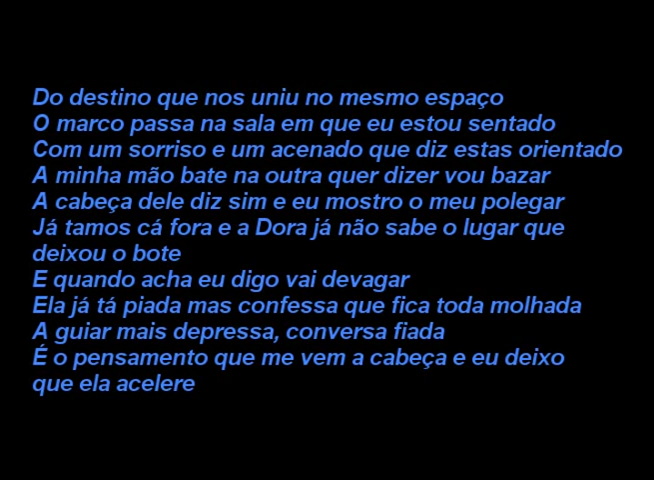 Do destino que nos uniu no mesmo espaço
O marco passa na sala em que eu estou sentado
Com um sorriso e um acenado que diz estas orientado
A minha mão bate na outra quer dizer vou bazar
A cabeça dele diz sim e eu mostro o meu polegar
Já tamos cá fora e a Dora já não sabe o lugar que
deixou o bote
E quando acha eu digo vai devagar
Ela já tá piada mas confessa que fica toda molhada
A guiar mais depressa, conversa fiada
É o pensamento que me vem a cabeça e eu deixo
que ela acelere